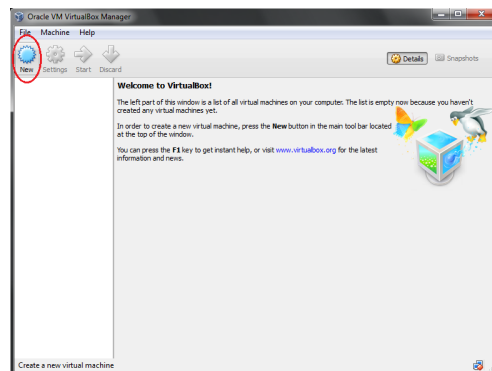 Oracle VM VirtualBox Manager
File Machine Help
New Settings Start Discard
Details Snapshots
Welcome to VirtualBox!
The left part of this window is a list of all virtual machines on your computer. The list is empty now because you haven't
created any virtual machines yet.
In order to create a new virtual machine, press the New button in the main tool bar located
at the top of the window.
You can press the F1 key to get instant help, or visit www.virtualbox.org for the latest
information and news.
Create a new virtual machine